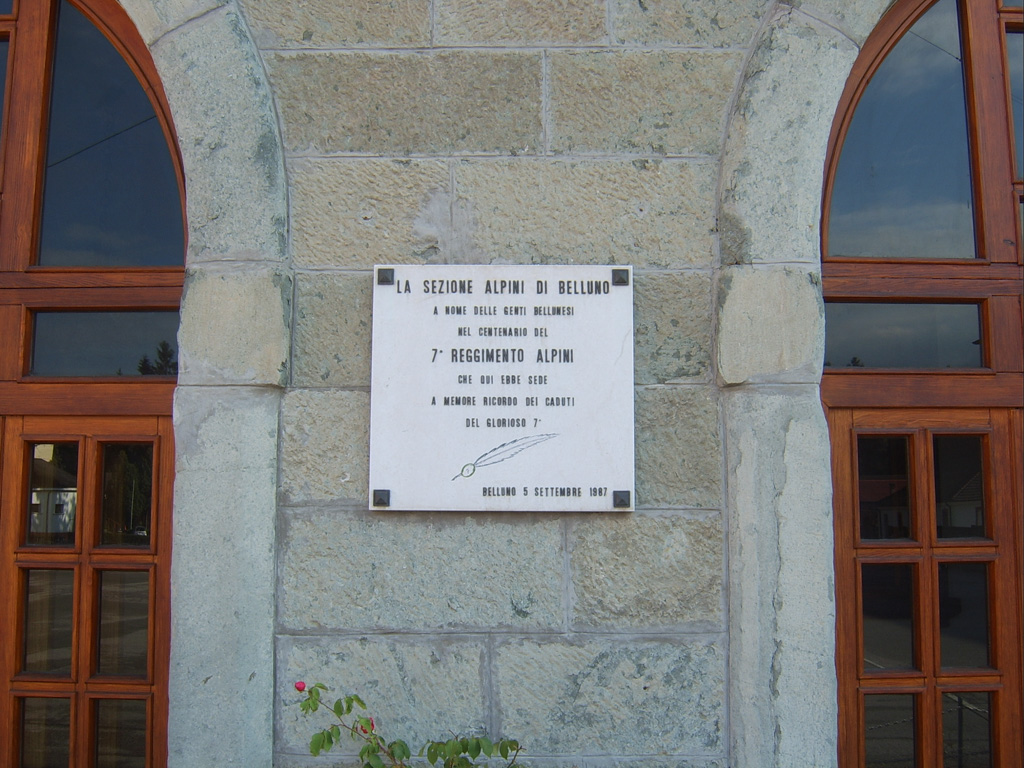 LA SEZIONE ALPINI DI BELLUNO
A NOME DELLE GENTI BELLUNESI
NEL CENTENARIO DEL
7° REGGIMENTO ALPINI
CHE QUI EBBE SEDE
A MEMORE RICORDO DEI CADUTI
DEL GLORIOSO 7°
BELLUNO 5 SETTEMBRE 1987